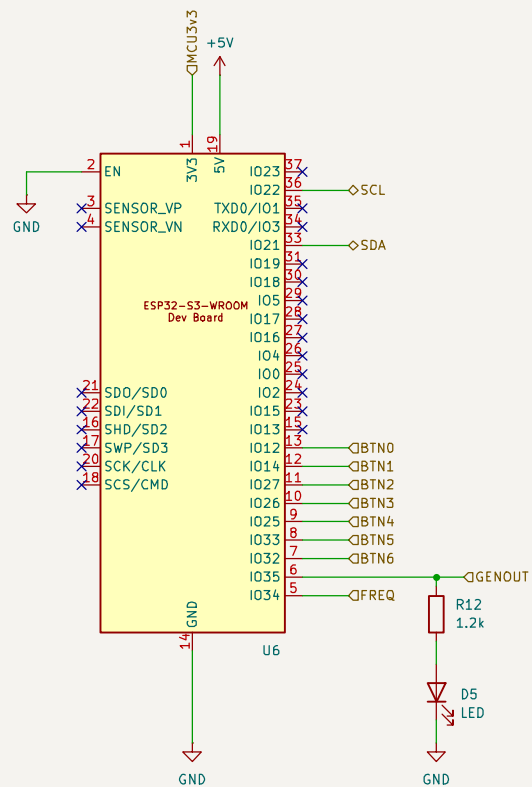 MCU3v3
+5V
1
19
3V3
5V
2
EN
GND
3
SENSOR_VP
4
SENSOR_VN
IO23
37
IO22
36
SCL
TXD0/IO1
35
RXD0/IO3
34
IO21
33
SDA
IO19
31
IO18
30
IO5
29
IO17
28
IO16
27
IO4
26
IO0
25
IO2
24
IO15
23
IO13
15
ESP32-S3-WROOM
Dev Board
21
SDO/SD0
22
SDI/SD1
16
SHD/SD2
17
SWP/SD3
20
SCK/CLK
18
SCS/CMD
IO12
13
BTN0
IO14
12
BTN1
IO27
11
BTN2
IO26
10
BTN3
IO25
9
BTN4
IO33
8
BTN5
IO32
7
BTN6
IO35
6
GENOUT
IO34
5
FREQ
R12
1.2k
GND
14
U6
D5
LED
GND
GND